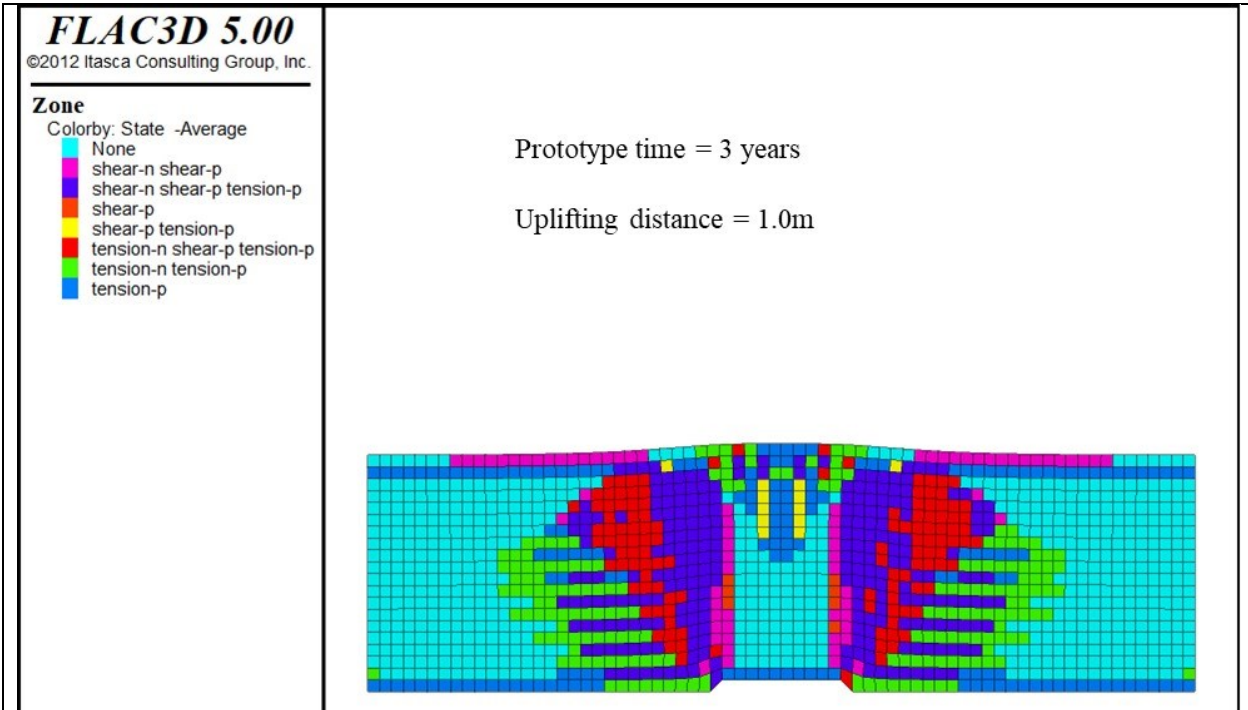 FLAC3D 5.00
©2012 Itasca Consulting Group, Inc.
Zone
Colorby: State -Average
None
shear-n shear-p
shear-n shear-p tension-p
shear-p
shear-p tension-p
tension-n shear-p tension-p
tension-n tension-p
tension-p
Prototype time = 3 years
Uplifting distance = 1.0m